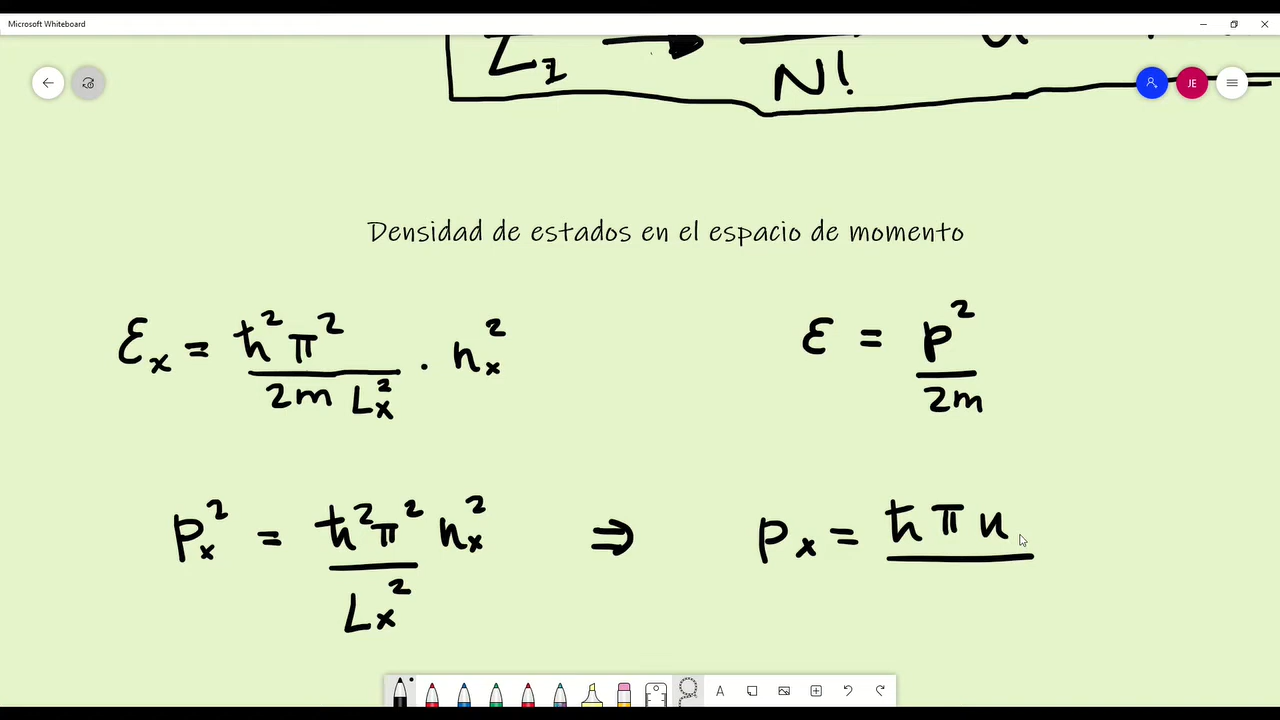 Microsoft Whiteboard
N!
JE
Densidad de estados en el espacio de momento
εx = ħ²π² / 2m Lx² · nx²
ε = p² / 2m
px² = ħ²π² / Lx² nx² ⇒ px = ħπn
A